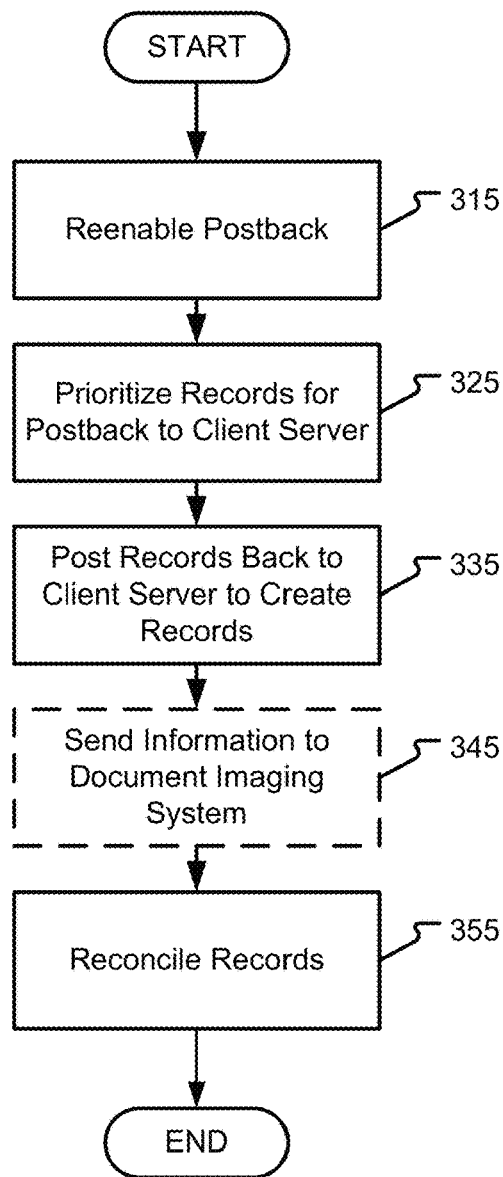 START
Reenable Postback
315
Prioritize Records for
Postback to Client Server
325
Post Records Back to
Client Server to Create
Records
335
Send Information to
Document Imaging
System
345
Reconcile Records
355
END